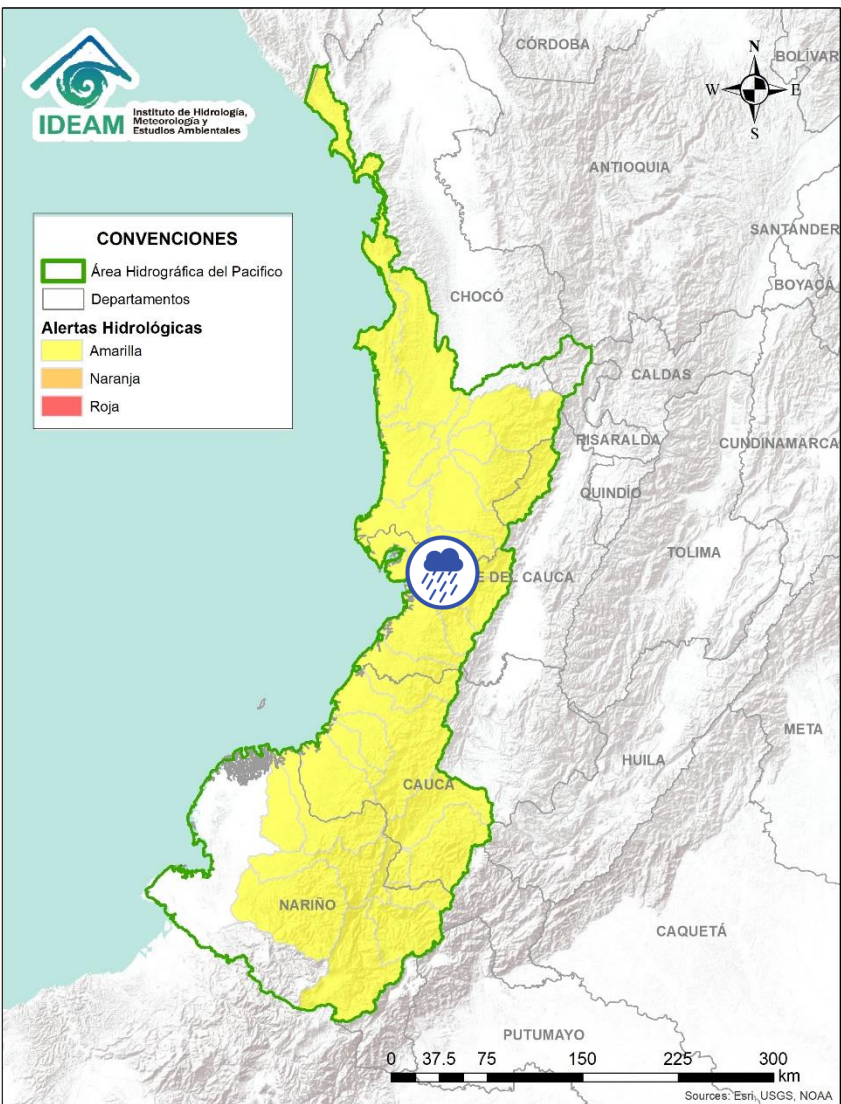 IDEAM
Instituto de Hidrología,
Meteorología y
Estudios Ambientales
N
W
E
S
CÓRDOBA
BOLÍVAR
ANTIOQUIA
SANTANDER
BOYACÁ
CONVENCIONES
Área Hidrográfica del Pacifico
Departamentos
Alertas Hidrológicas
Amarilla
Naranja
Roja
CHOCÓ
CALDAS
RISARALDA
CUNDINAMARCA
QUINDÍO
TOLIMA
E DEL CAUCA
META
HUILA
CAUCA
NARIÑO
CAQUETÁ
PUTUMAYO
0 37.5 75 150 225 300
km
Sources: Esri, USGS, NOAA